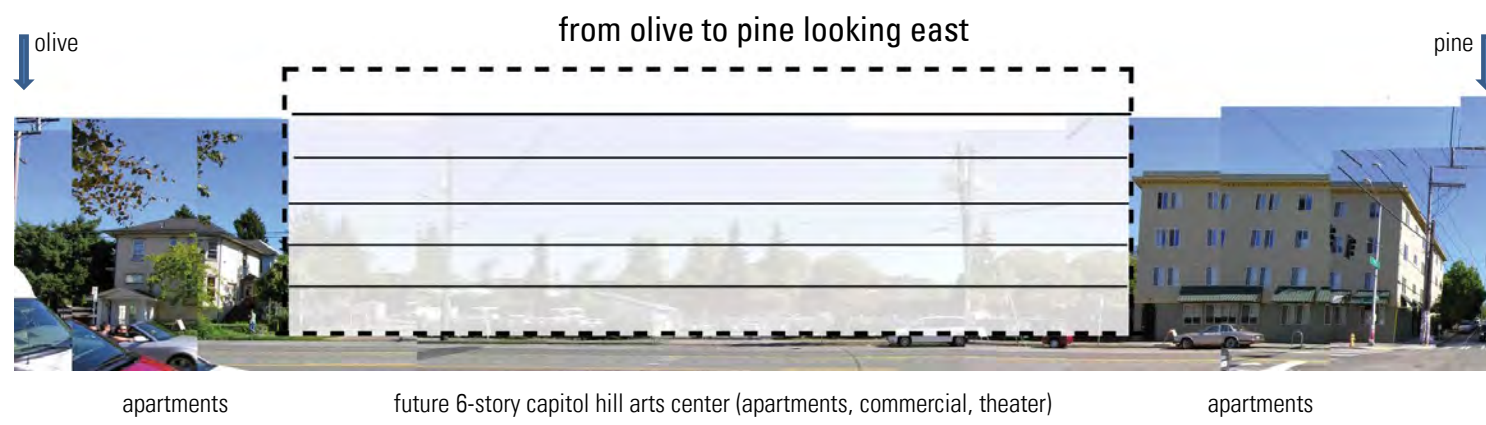 from olive to pine looking east
olive
pine
apartments
future 6-story capitol hill arts center (apartments, commercial, theater)
apartments